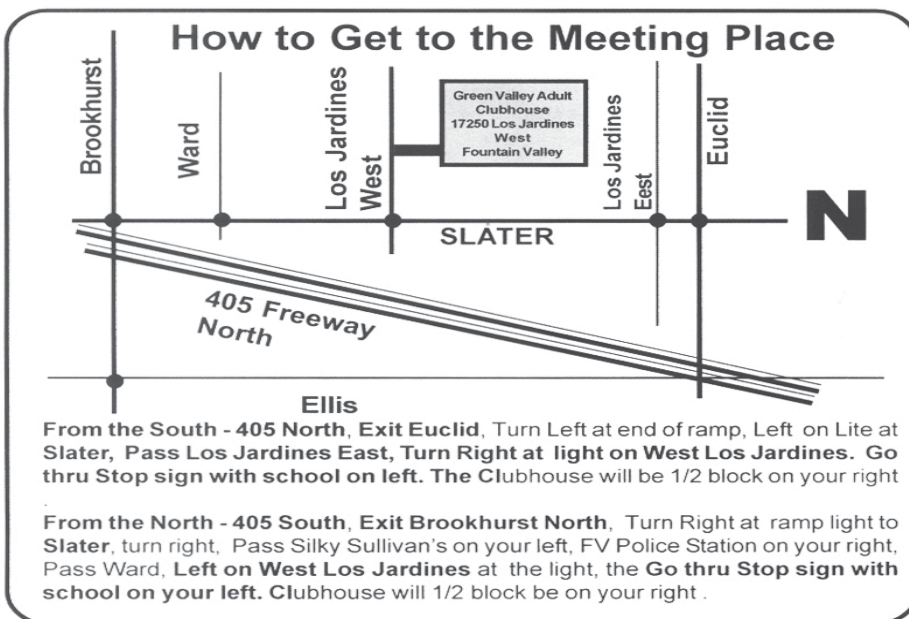 How to Get to the Meeting Place
Brookhurst
Ward
Los Jardines
West
Green Valley Adult
Clubhouse
17250 Los Jardines
West
Fountain Valley
Los Jardines
Eest
Euclid
N
SLATER
405 Freeway
North
Ellis
From the South - 405 North, Exit Euclid, Turn Left at end of ramp, Left on Lite at
Slater, Pass Los Jardines East, Turn Right at light on West Los Jardines. Go
thru Stop sign with school on left. The Clubhouse will be 1/2 block on your right
.
From the North - 405 South, Exit Brookhurst North, Turn Right at ramp light to
Slater, turn right, Pass Silky Sullivan's on your left, FV Police Station on your right,
Pass Ward, Left on West Los Jardines at the light, the Go thru Stop sign with
school on your left. Clubhouse will 1/2 block be on your right .